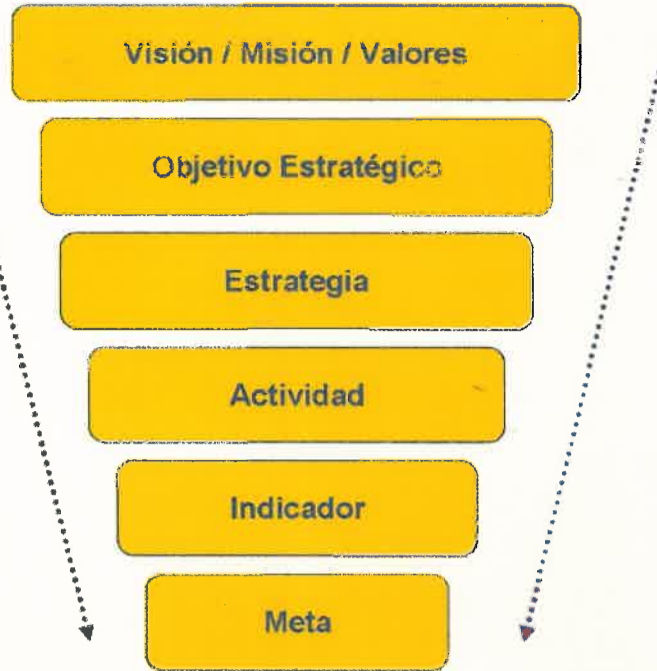 Visión / Misión / Valores
Objetivo Estratégico
Estrategia
Actividad
Indicador
Meta